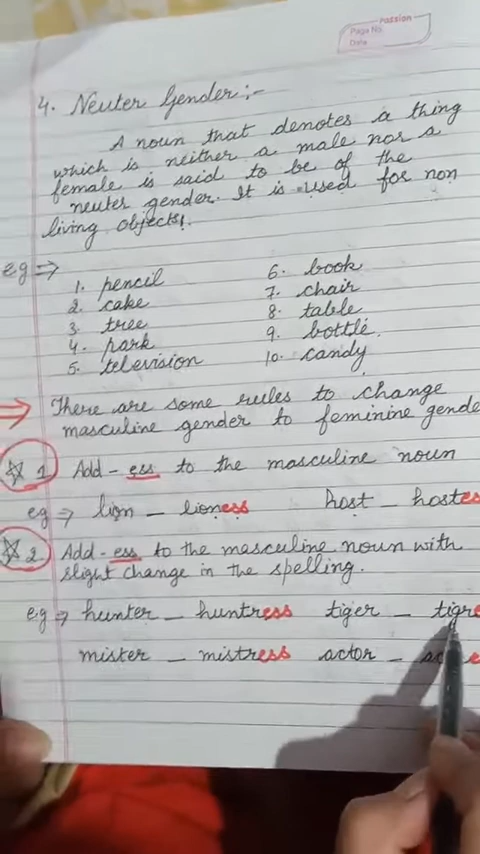 Passion
Page No.
Date
4. Neuter Gender :-
A noun that denotes a thing
which is neither a male nor a
female is said to be of the
neuter gender. It is used for non
living objects.
eg ⇒
1. pencil
2. cake
3. tree
4. park
5. television
6. book
7. chair
8. table
9. bottle.
10. candy
⇒ There are some rules to change
masculine gender to feminine gende
1 Add - ess to the masculine noun
eg ⇒ lion - lioness host - hostes
2 Add - ess to the masculine noun with
slight change in the spelling.
eg ⇒ hunter - huntress tiger - tigre
mister - mistress actor -